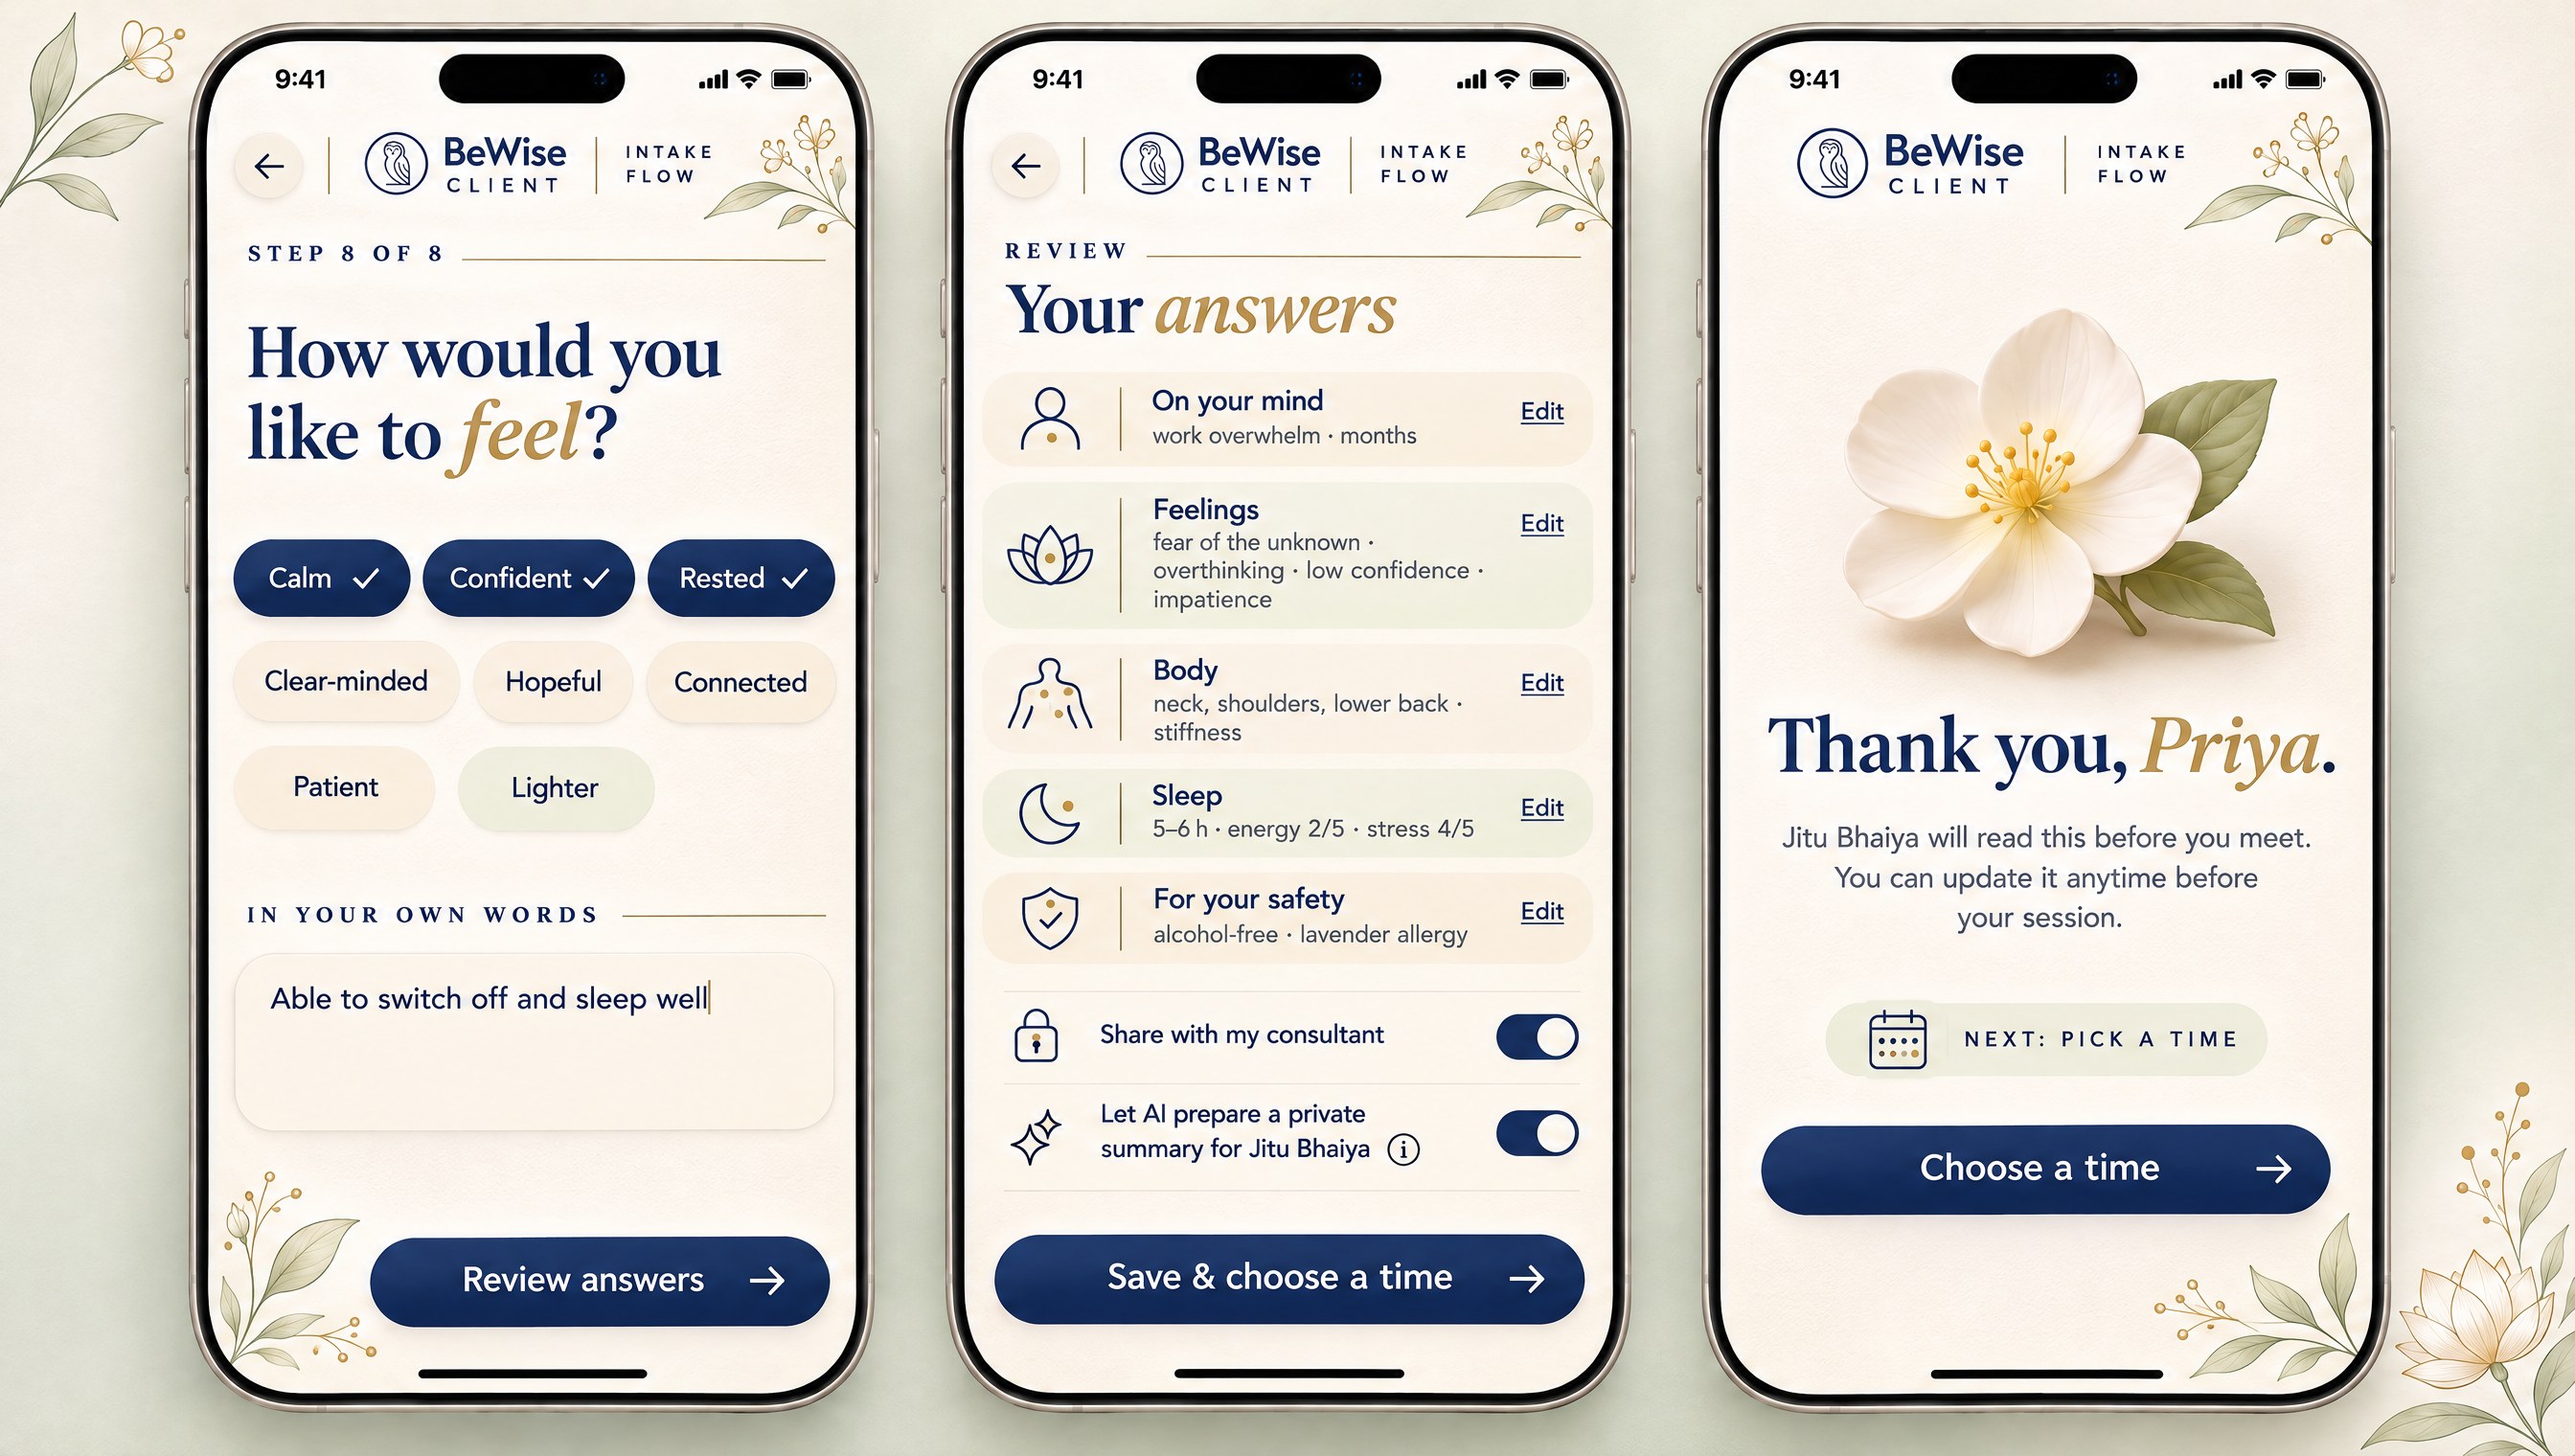 9:41
BeWise
CLIENT
INTAKE
FLOW
STEP 8 OF 8
How would you
like to feel?
Calm
Confident
Rested
Clear-minded
Hopeful
Connected
Patient
Lighter
IN YOUR OWN WORDS
Able to switch off and sleep well
Review answers
9:41
BeWise
CLIENT
INTAKE
FLOW
REVIEW
Your answers
On your mind
work overwhelm · months
Edit
Feelings
fear of the unknown ·
overthinking · low confidence ·
impatience
Edit
Body
neck, shoulders, lower back ·
stiffness
Edit
Sleep
5–6 h · energy 2/5 · stress 4/5
Edit
For your safety
alcohol-free · lavender allergy
Edit
Share with my consultant
Let AI prepare a private
summary for Jitu Bhaiya
i
Save & choose a time
9:41
BeWise
CLIENT
INTAKE
FLOW
Thank you, Priya.
Jitu Bhaiya will read this before you meet.
You can update it anytime before
your session.
NEXT: PICK A TIME
Choose a time